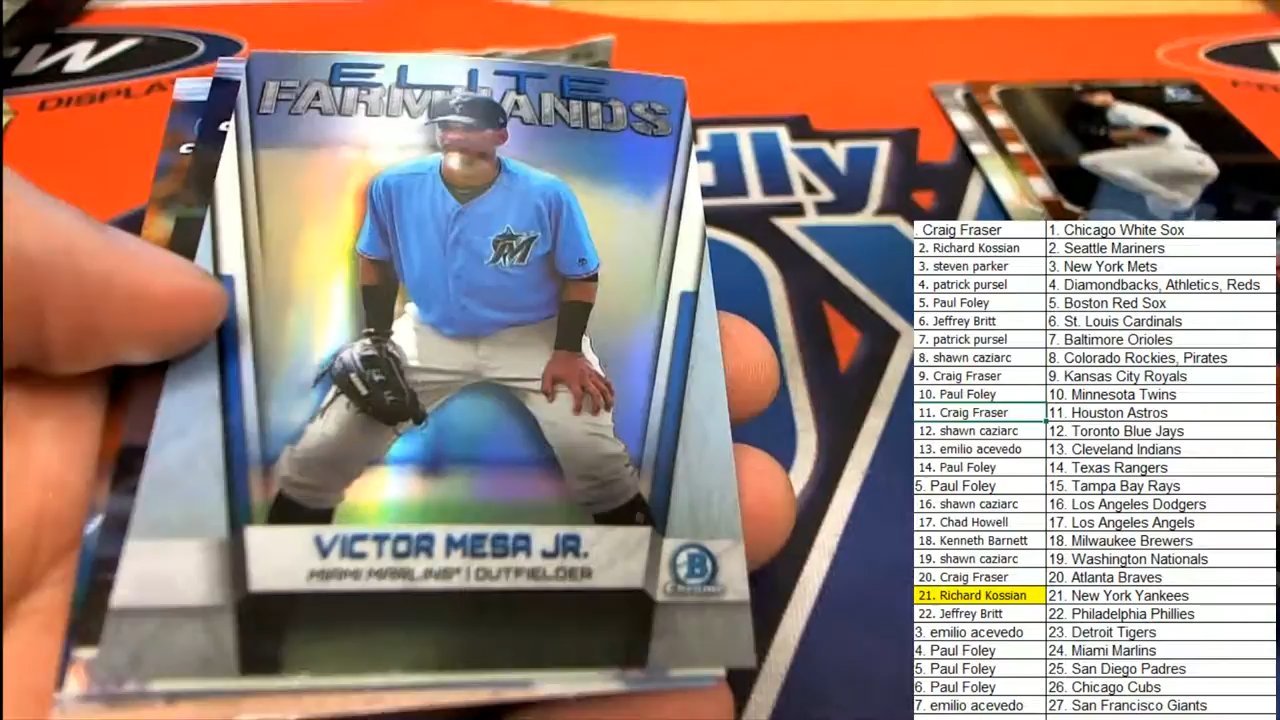 W
DISPLA
ELITE
FARMHANDS
dly
M
VICTOR MESA JR.
MIAMI MARLINS | OUTFIELDER
B
Chrome
. Craig Fraser 1. Chicago White Sox
2. Richard Kossian 2. Seattle Mariners
3. steven parker 3. New York Mets
4. patrick pursel 4. Diamondbacks, Athletics, Reds
5. Paul Foley 5. Boston Red Sox
6. Jeffrey Britt 6. St. Louis Cardinals
7. patrick pursel 7. Baltimore Orioles
8. shawn caziarc 8. Colorado Rockies, Pirates
9. Craig Fraser 9. Kansas City Royals
10. Paul Foley 10. Minnesota Twins
11. Craig Fraser 11. Houston Astros
12. shawn caziarc 12. Toronto Blue Jays
13. emilio acevedo 13. Cleveland Indians
14. Paul Foley 14. Texas Rangers
5. Paul Foley 15. Tampa Bay Rays
16. shawn caziarc 16. Los Angeles Dodgers
17. Chad Howell 17. Los Angeles Angels
18. Kenneth Barnett 18. Milwaukee Brewers
19. shawn caziarc 19. Washington Nationals
20. Craig Fraser 20. Atlanta Braves
21. Richard Kossian 21. New York Yankees
22. Jeffrey Britt 22. Philadelphia Phillies
3. emilio acevedo 23. Detroit Tigers
4. Paul Foley 24. Miami Marlins
5. Paul Foley 25. San Diego Padres
6. Paul Foley 26. Chicago Cubs
7. emilio acevedo 27. San Francisco Giants